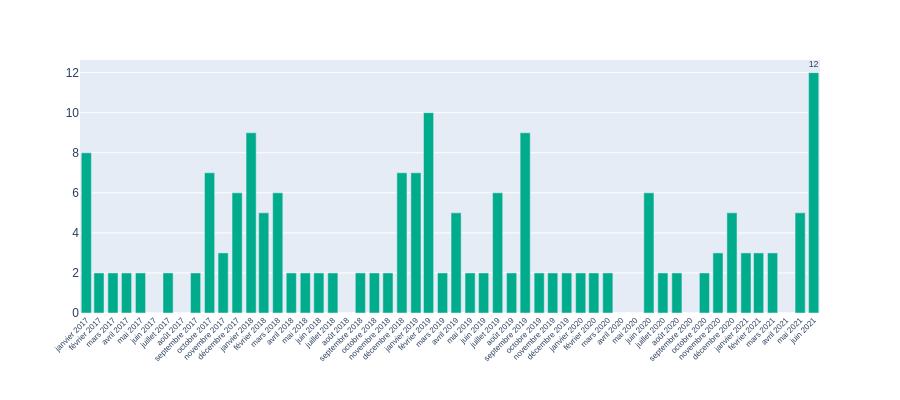 12
12
10
8
6
4
2
0
janvier 2017
février 2017
mars 2017
avril 2017
mai 2017
juin 2017
juillet 2017
août 2017
septembre 2017
octobre 2017
novembre 2017
décembre 2017
janvier 2018
février 2018
mars 2018
avril 2018
mai 2018
juin 2018
juillet 2018
août 2018
septembre 2018
octobre 2018
novembre 2018
décembre 2018
janvier 2019
février 2019
mars 2019
avril 2019
mai 2019
juin 2019
juillet 2019
août 2019
septembre 2019
octobre 2019
novembre 2019
décembre 2019
janvier 2020
février 2020
mars 2020
avril 2020
mai 2020
juin 2020
juillet 2020
août 2020
septembre 2020
octobre 2020
novembre 2020
décembre 2020
janvier 2021
février 2021
mars 2021
avril 2021
mai 2021
juin 2021